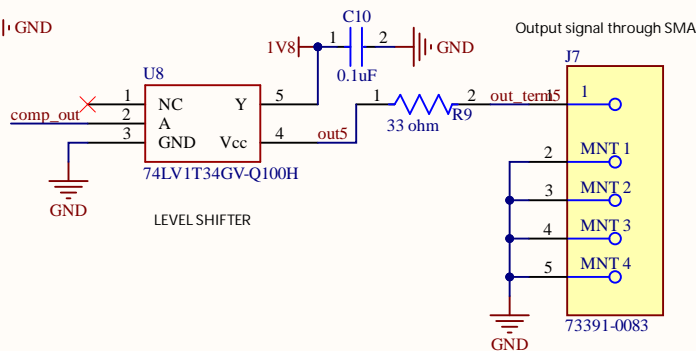 GND
C10
1V8
1
2
GND
0.1uF
Output signal through SMA
J7
U8
1
NC
Y
5
comp_out
2
A
3
GND
Vcc
4
out5
1
2
33 ohm
R9
out_term5
1
1
74LV1T34GV-Q100H
GND
LEVEL SHIFTER
2
MNT 1
3
MNT 2
4
MNT 3
5
MNT 4
GND
73391-0083